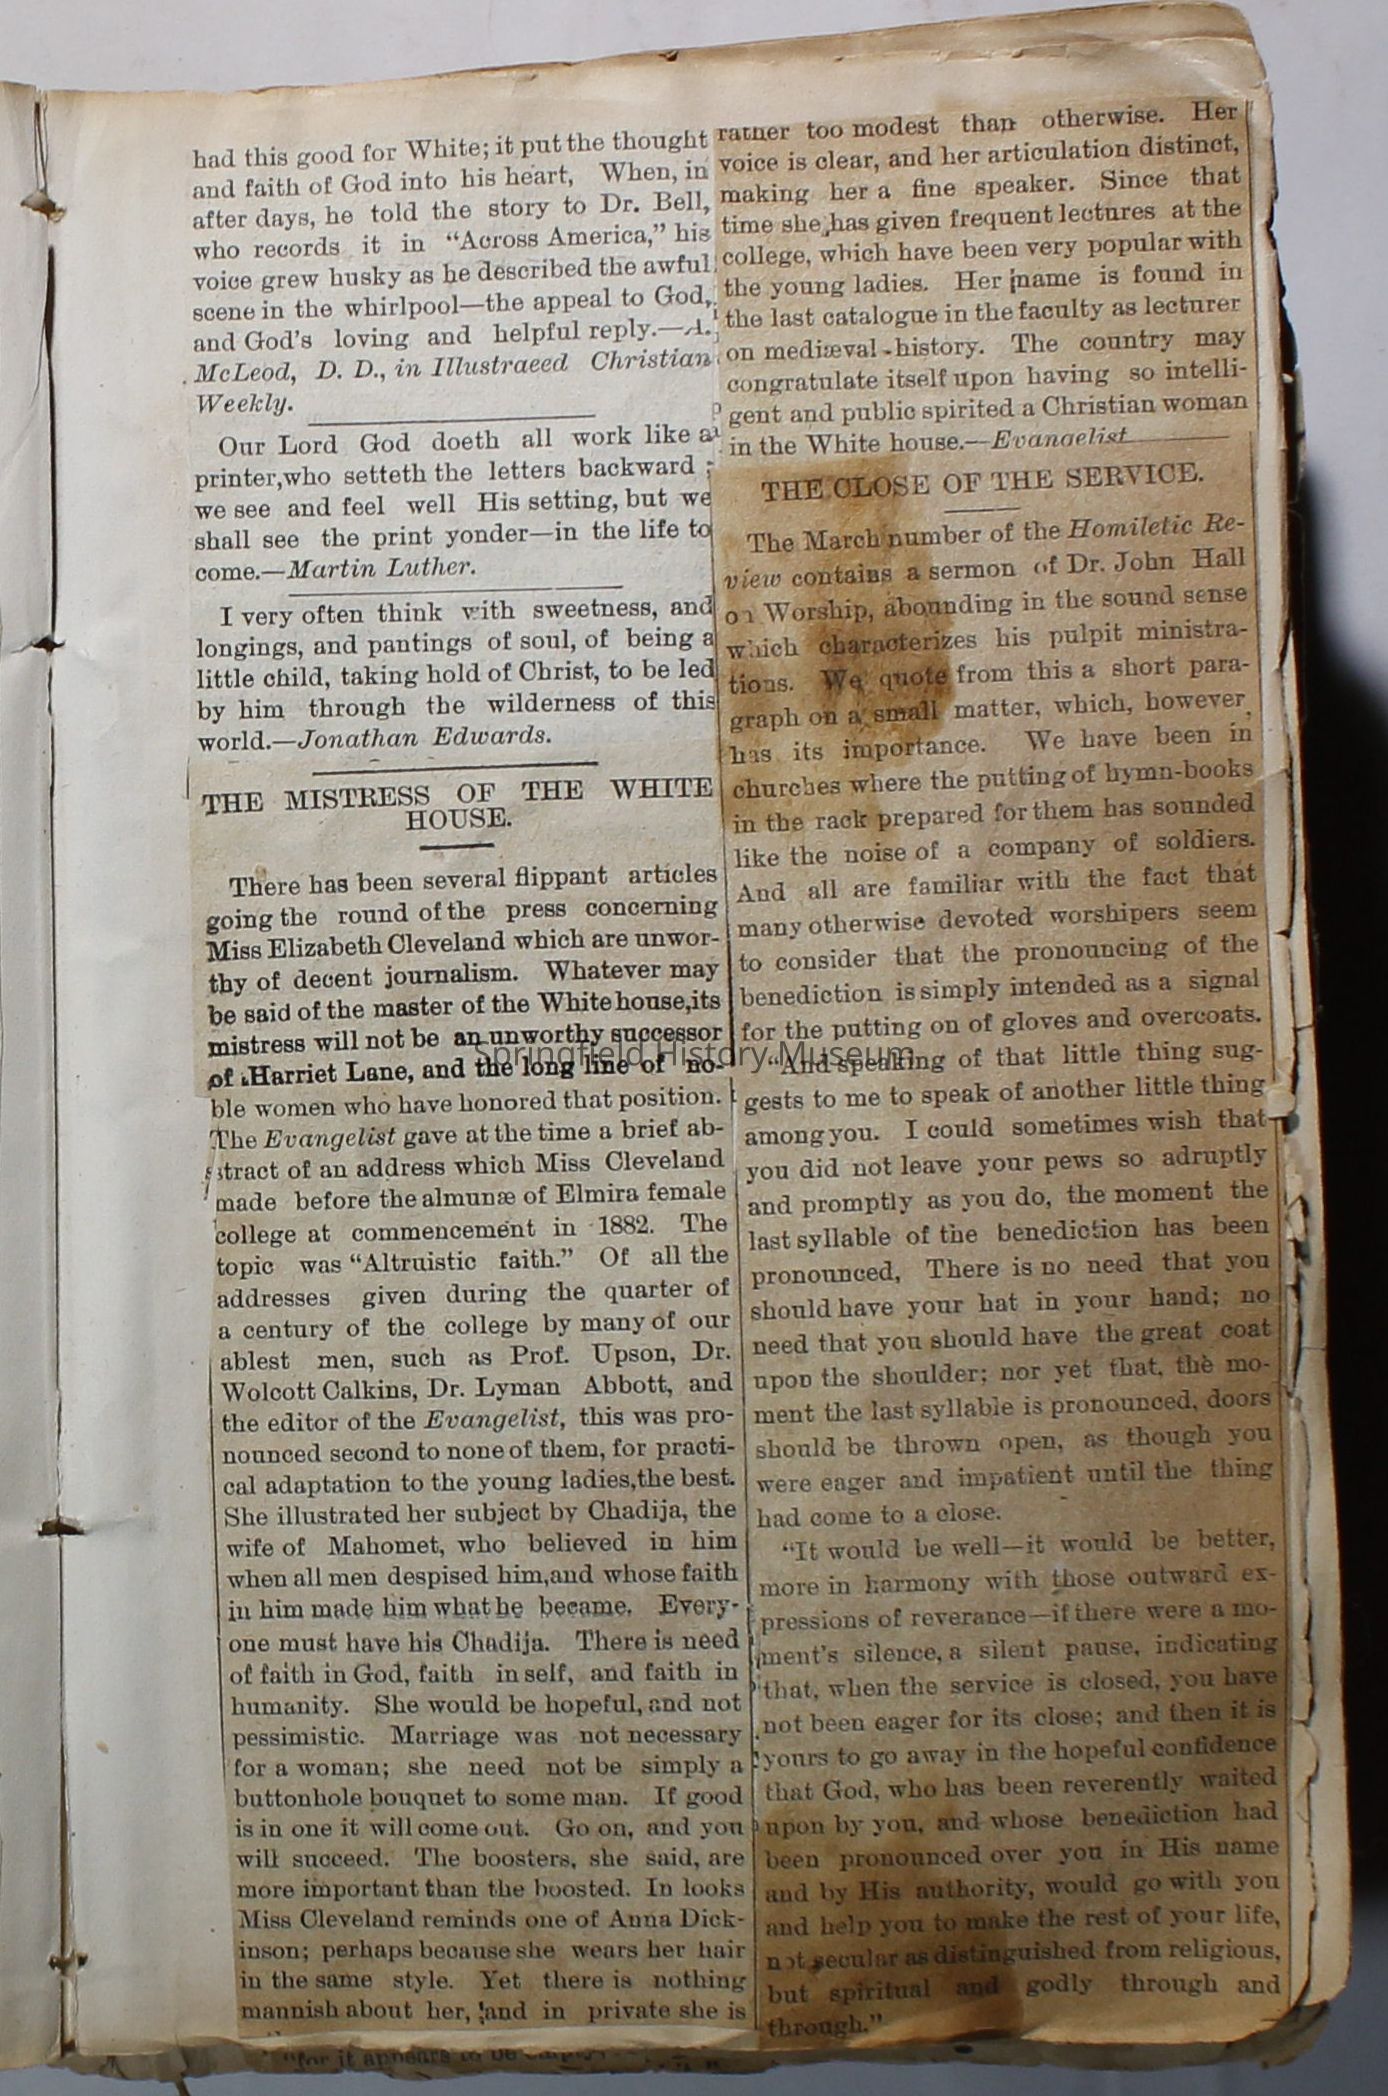 had this good for White; it put the thought
and faith of God into his heart, When, in
after days, he told the story to Dr. Bell,
who records it in "Across America," his
voice grew husky as he described the awful
scene in the whirlpool—the appeal to God,
and God's loving and helpful reply.—A.
McLeod, D. D., in Illustraeed Christian
Weekly.
Our Lord God doeth all work like a
printer,who setteth the letters backward ;
we see and feel well His setting, but we
shall see the print yonder—in the life to
come.—Martin Luther.
I very often think with sweetness, and
longings, and pantings of soul, of being a
little child, taking hold of Christ, to be led
by him through the wilderness of this
world.—Jonathan Edwards.
THE MISTRESS OF THE WHITE
HOUSE.
There has been several flippant articles
going the round of the press concerning
Miss Elizabeth Cleveland which are unwor-
thy of decent journalism. Whatever may
be said of the master of the White house,its
mistress will not be an unworthy successor
of Harriet Lane, and the long line of no-
ble women who have honored that position.
The Evangelist gave at the time a brief ab-
stract of an address which Miss Cleveland
made before the almunæ of Elmira female
college at commencement in 1882. The
topic was "Altruistic faith." Of all the
addresses given during the quarter of
a century of the college by many of our
ablest men, such as Prof. Upson, Dr.
Wolcott Calkins, Dr. Lyman Abbott, and
the editor of the Evangelist, this was pro-
nounced second to none of them, for practi-
cal adaptation to the young ladies,the best.
She illustrated her subject by Chadija, the
wife of Mahomet, who believed in him
when all men despised him,and whose faith
in him made him what he became. Every-
one must have his Chadija. There is need
of faith in God, faith in self, and faith in
humanity. She would be hopeful, and not
pessimistic. Marriage was not necessary
for a woman; she need not be simply a
buttonhole bouquet to some man. If good
is in one it will come out. Go on, and you
will succeed. The boosters, she said, are
more important than the boosted. In looks
Miss Cleveland reminds one of Anna Dick-
inson; perhaps because she wears her hair
in the same style. Yet there is nothing
mannish about her, and in private she is
rather too modest than otherwise. Her
voice is clear, and her articulation distinct,
making her a fine speaker. Since that
time she has given frequent lectures at the
college, which have been very popular with
the young ladies. Her name is found in
the last catalogue in the faculty as lecturer
on mediæval-history. The country may
congratulate itself upon having so intelli-
gent and public spirited a Christian woman
in the White house.—Evangelist
THE CLOSE OF THE SERVICE.
The March number of the Homiletic Re-
view contains a sermon of Dr. John Hall
on Worship, abounding in the sound sense
which characterizes his pulpit ministra-
tions. We quote from this a short para-
graph on a small matter, which, however,
has its importance. We have been in
churches where the putting of hymn-books
in the rack prepared for them has sounded
like the noise of a company of soldiers.
And all are familiar with the fact that
many otherwise devoted worshipers seem
to consider that the pronouncing of the
benediction is simply intended as a signal
for the putting on of gloves and overcoats.
"And speaking of that little thing sug-
gests to me to speak of another little thing
among you. I could sometimes wish that
you did not leave your pews so adruptly
and promptly as you do, the moment the
last syllable of the benediction has been
pronounced, There is no need that you
should have your hat in your hand; no
need that you should have the great coat
upon the shoulder; nor yet that, the mo-
ment the last syllable is pronounced, doors
should be thrown open, as though you
were eager and impatient until the thing
had come to a close.
"It would be well—it would be better,
more in harmony with those outward ex-
pressions of reverance—if there were a mo-
ment's silence, a silent pause, indicating
that, when the service is closed, you have
not been eager for its close; and then it is
yours to go away in the hopeful confidence
that God, who has been reverently waited
upon by you, and whose benediction had
been pronounced over you in His name
and by His authority, would go with you
and help you to make the rest of your life,
not secular as distinguished from religious,
but spiritual and godly through and
through."
"for it appears to be
Springfield History Museum